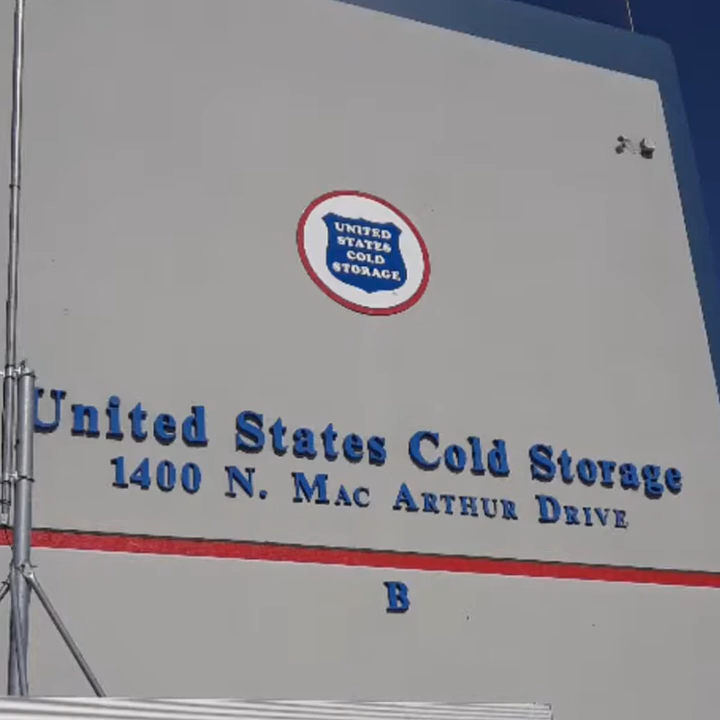 UNITED
STATES
COLD
STORAGE
United States Cold Storage
1400 N. MAC ARTHUR DRIVE
B